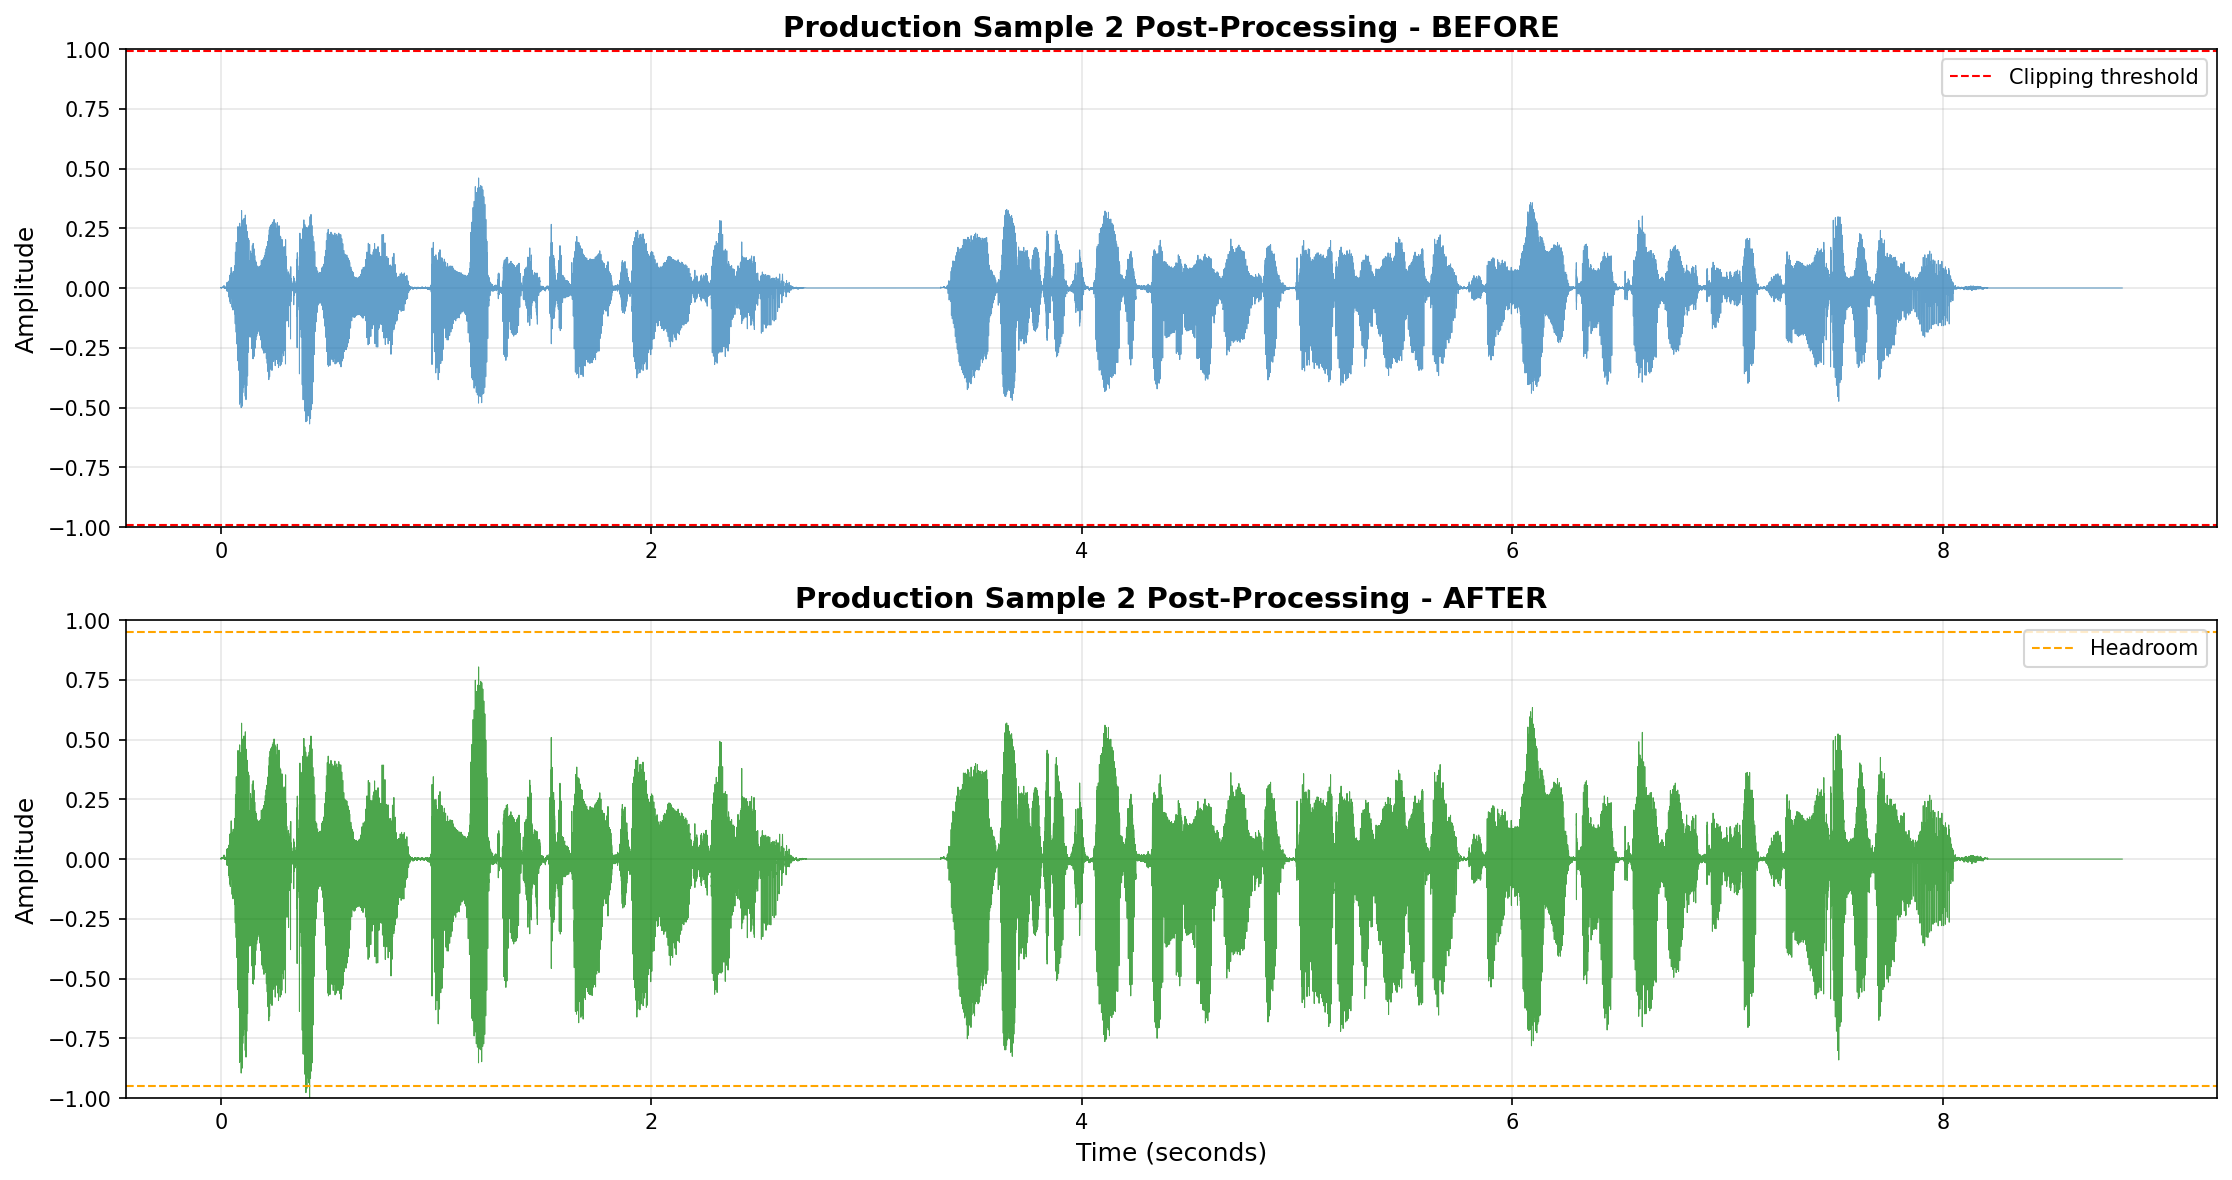 Production Sample 2 Post-Processing - BEFORE
1.00
0.75
0.50
0.25
0.00
−0.25
−0.50
−0.75
−1.00
Amplitude
Clipping threshold
0 2 4 6 8
Production Sample 2 Post-Processing - AFTER
1.00
0.75
0.50
0.25
0.00
−0.25
−0.50
−0.75
−1.00
Amplitude
Headroom
0 2 4 6 8
Time (seconds)